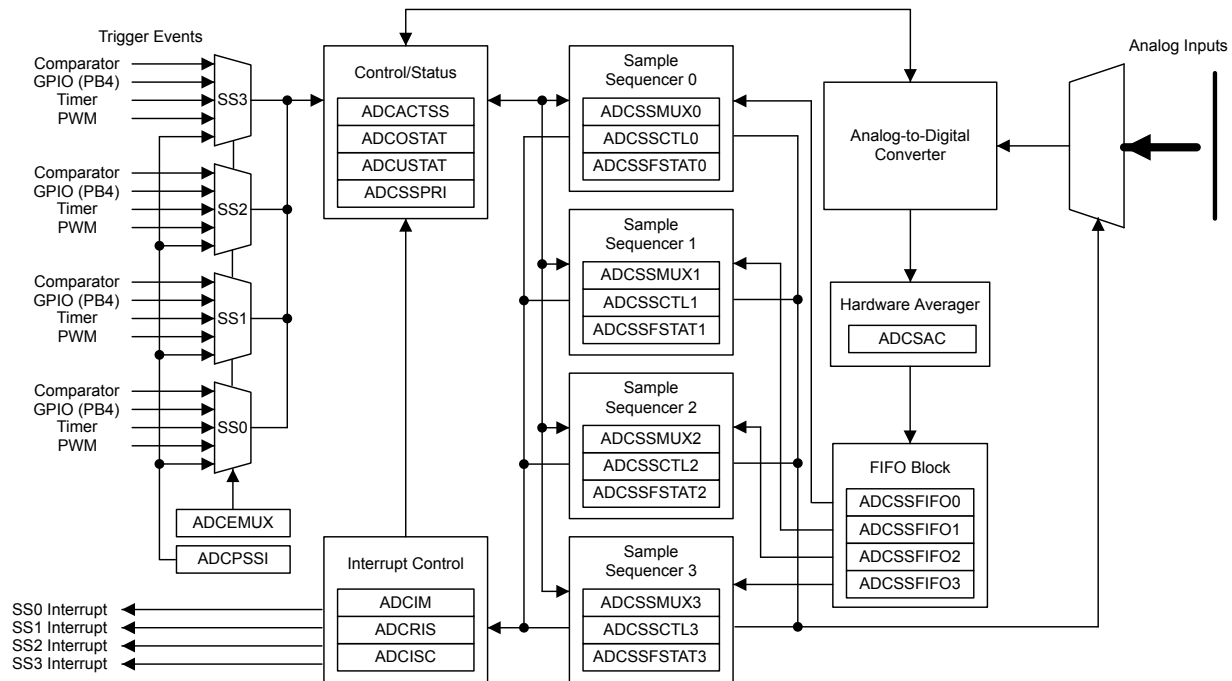 Trigger Events
Comparator
GPIO (PB4)
Timer
PWM
SS3
Comparator
GPIO (PB4)
Timer
PWM
SS2
Comparator
GPIO (PB4)
Timer
PWM
SS1
Comparator
GPIO (PB4)
Timer
PWM
SS0
ADCEMUX
ADCPSSI
Control/Status
ADCACTSS
ADCOSTAT
ADCUSTAT
ADCSSPRI
Interrupt Control
ADCIM
ADCRIS
ADCISC
SS0 Interrupt
SS1 Interrupt
SS2 Interrupt
SS3 Interrupt
Sample
Sequencer 0
ADCSSMUX0
ADCSSCTL0
ADCSSFSTAT0
Sample
Sequencer 1
ADCSSMUX1
ADCSSCTL1
ADCSSFSTAT1
Sample
Sequencer 2
ADCSSMUX2
ADCSSCTL2
ADCSSFSTAT2
Sample
Sequencer 3
ADCSSMUX3
ADCSSCTL3
ADCSSFSTAT3
Analog-to-Digital
Converter
Hardware Averager
ADCSAC
FIFO Block
ADCSSFIFO0
ADCSSFIFO1
ADCSSFIFO2
ADCSSFIFO3
Analog Inputs